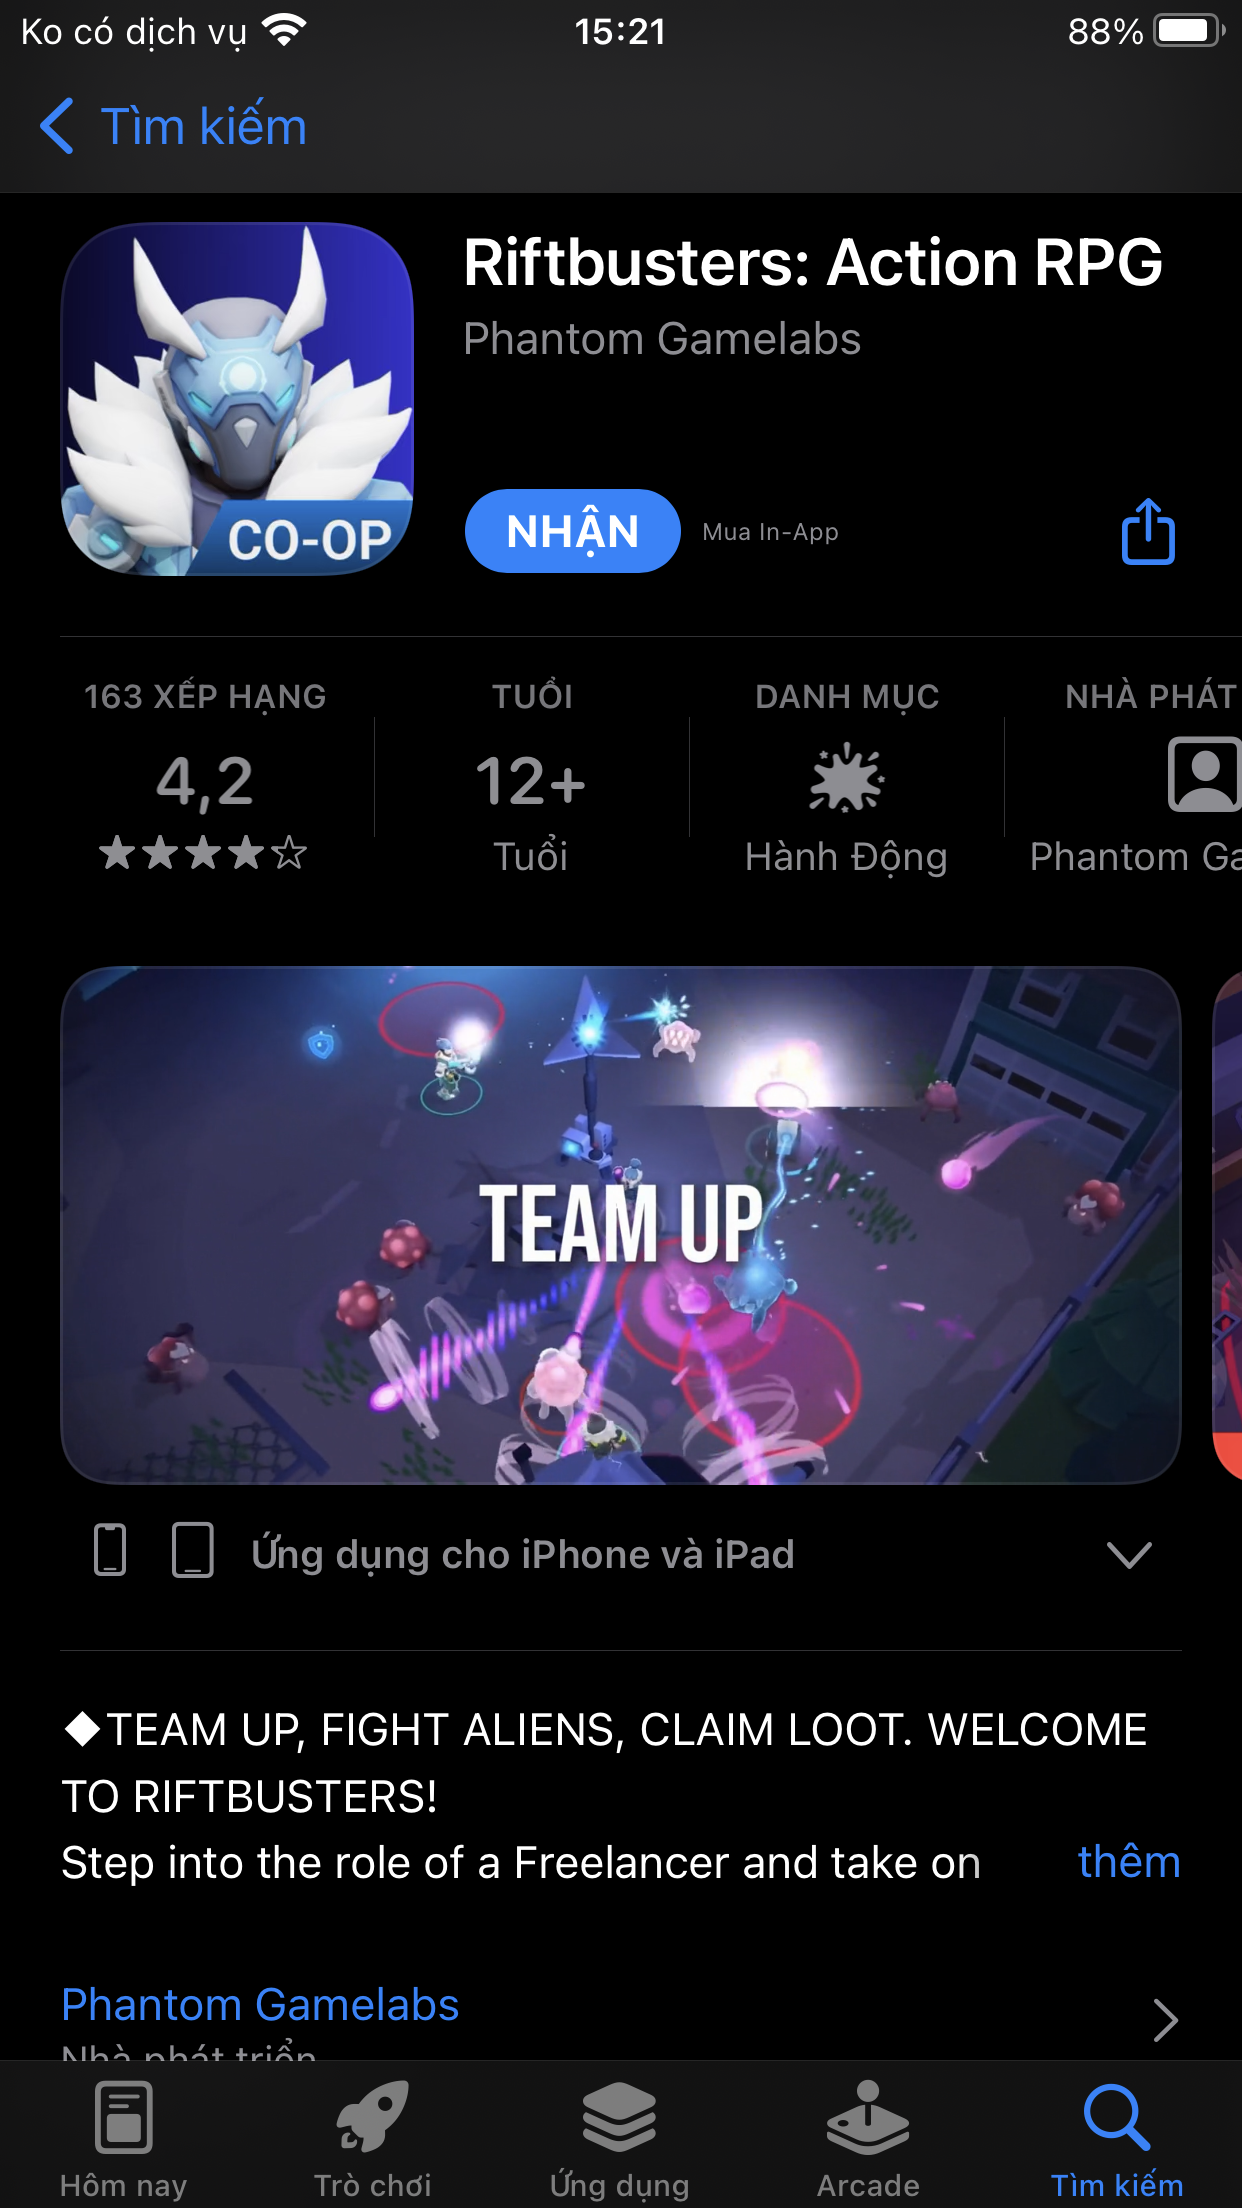 Ko có dịch vụ 15:21 88%
Tìm kiếm
Riftbusters: Action RPG
Phantom Gamelabs
CO-OP
NHẬN Mua In-App
163 XẾP HẠNG TUỔI DANH MỤC NHÀ PHÁT
4,2 12+
Tuổi Hành Động Phantom Ga
TEAM UP
Ứng dụng cho iPhone và iPad
◆TEAM UP, FIGHT ALIENS, CLAIM LOOT. WELCOME
TO RIFTBUSTERS!
Step into the role of a Freelancer and take on thêm
Phantom Gamelabs
Nhà phát triển
Hôm nay Trò chơi Ứng dụng Arcade Tìm kiếm